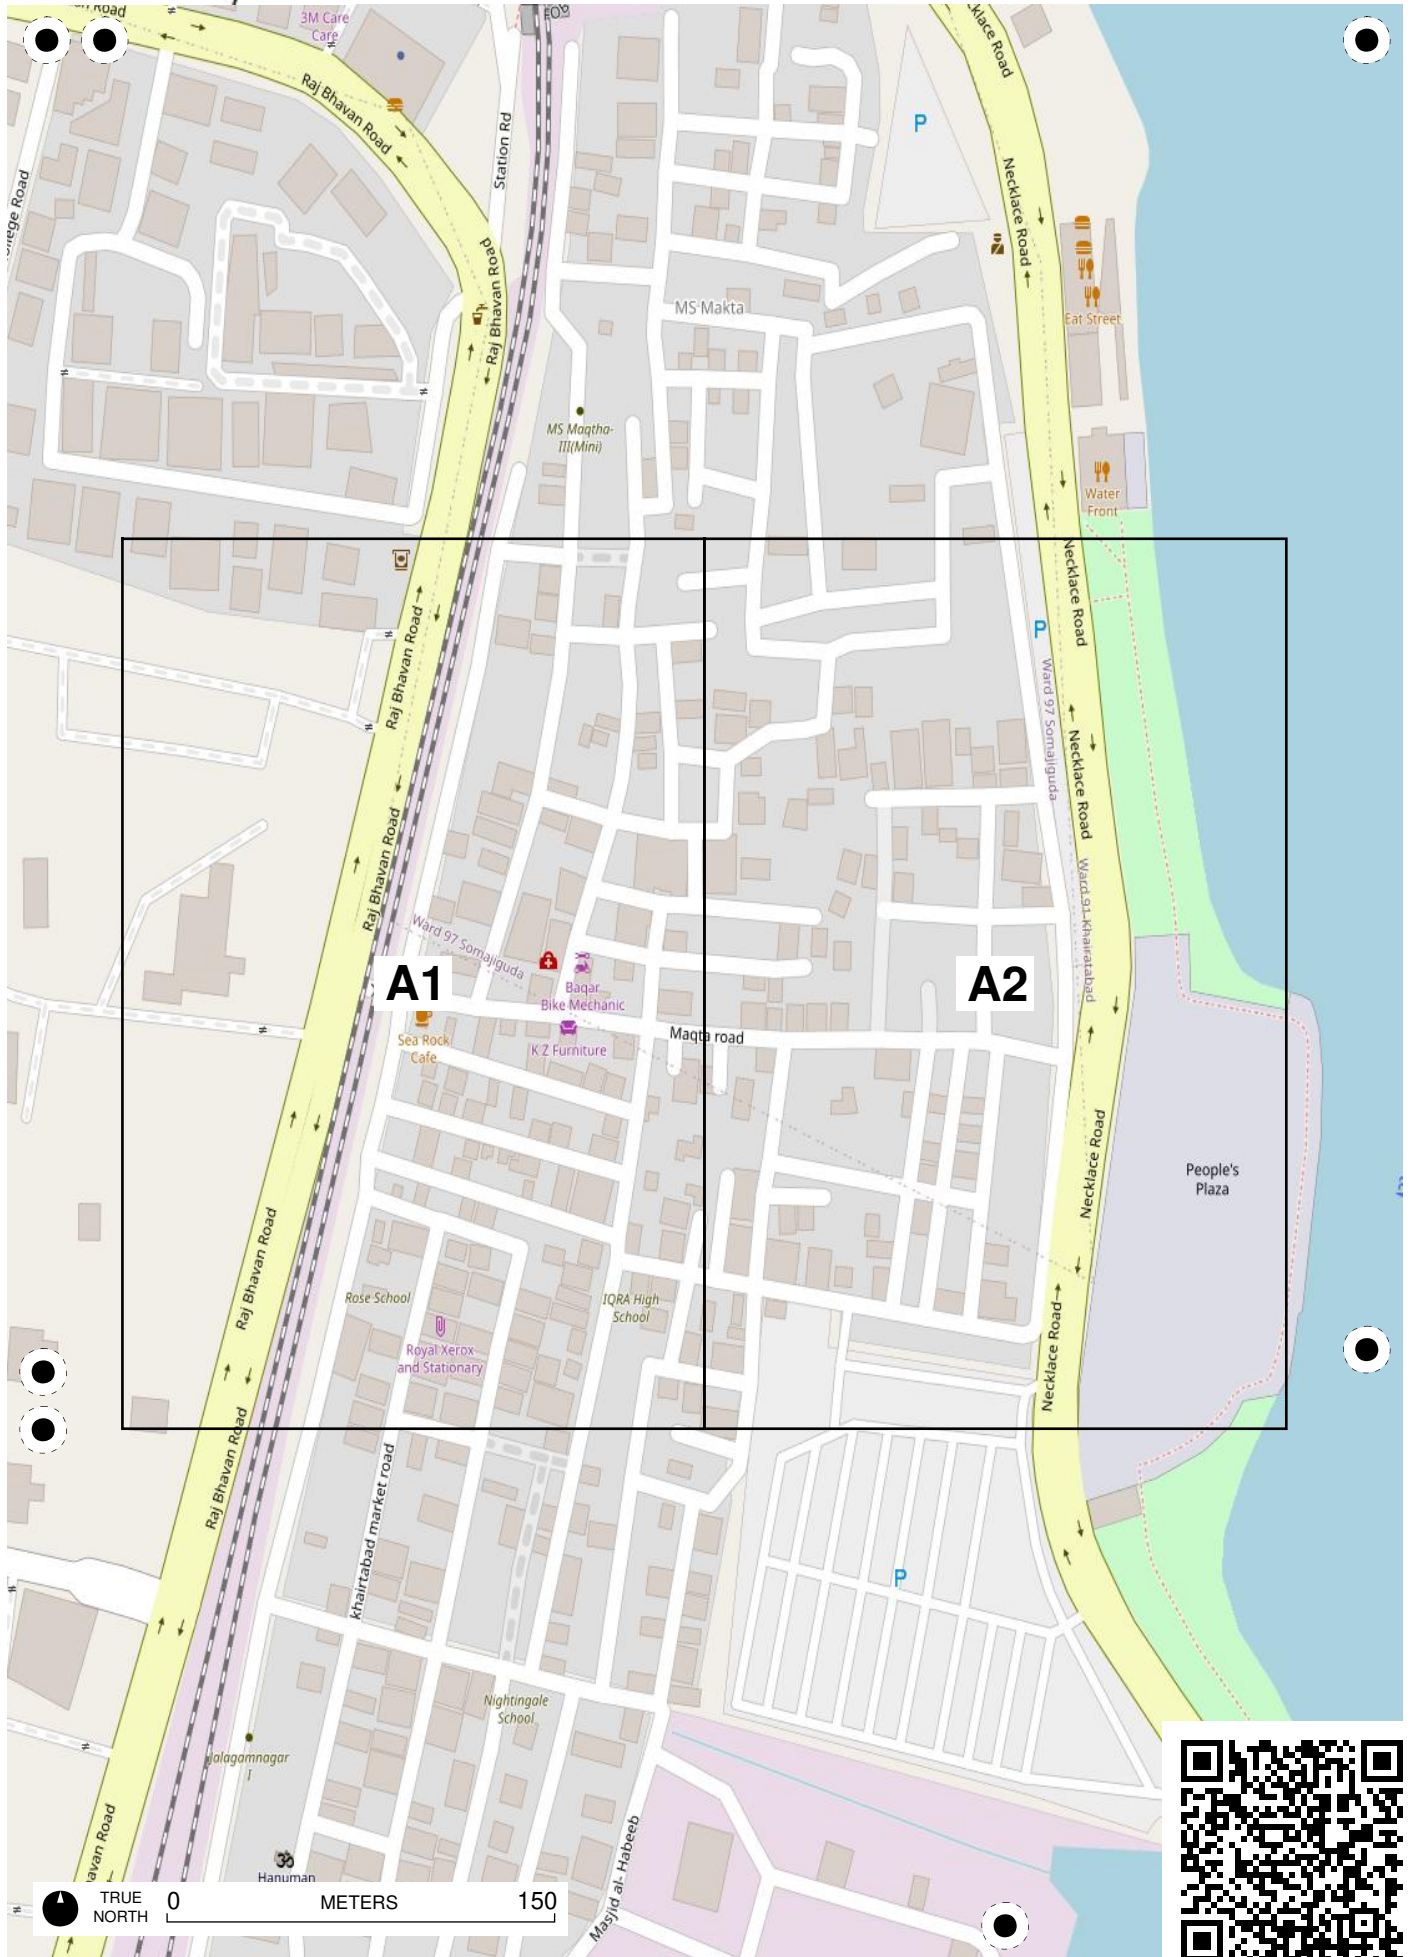 3M Care
Care
Raj Bhavan Road
Station Rd
Necklace Road
P
Necklace Road
Necklace Road
Raj Bhavan Road
Raj Bhavan Road
MS Makta
Eat Street
MS Maqtha-
III(Mini)
Water
Front
Necklace Road
P
Raj Bhavan Road
Ward 97 Somajiguda
Necklace Road
Raj Bhavan Road
Ward 97 Somajiguda
Ward 91 Khairatabad
A1
A2
Baqar
Bike Mechanic
Sea Rock
Cafe
K Z Furniture
Maqta road
Necklace Road
People's
Plaza
Raj Bhavan Road
Rose School
IQRA High
School
Royal Xerox
and Stationary
Necklace Road
Raj Bhavan Road
khairtabad market road
P
Nightingale
School
Jalagamnagar
I
Masjid al- Habeeb
Hanuman
TRUE
NORTH
0
METERS
150